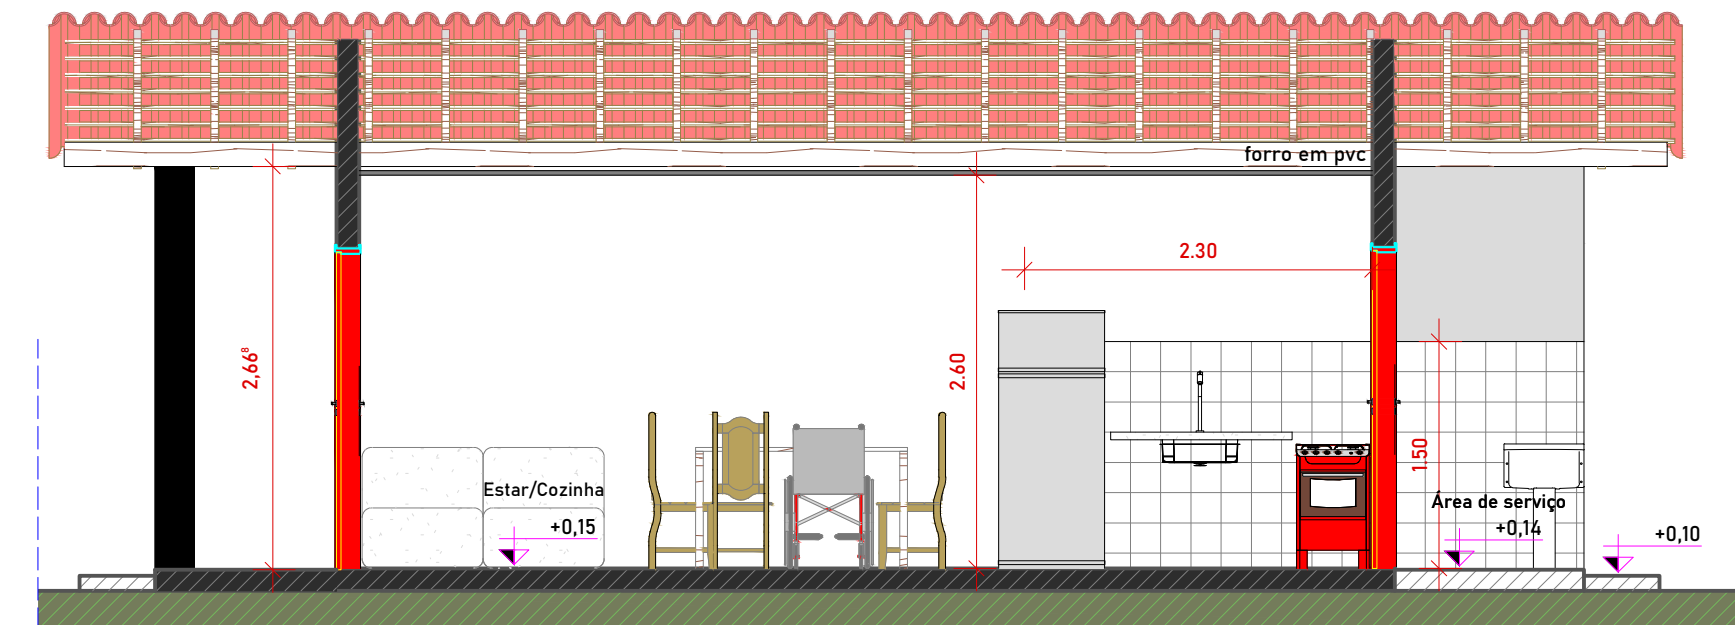 forro em pvc
2.30
2,66⁸
2.60
1.50
Estar/Cozinha
+0,15
Área de serviço
+0,14
+0,10